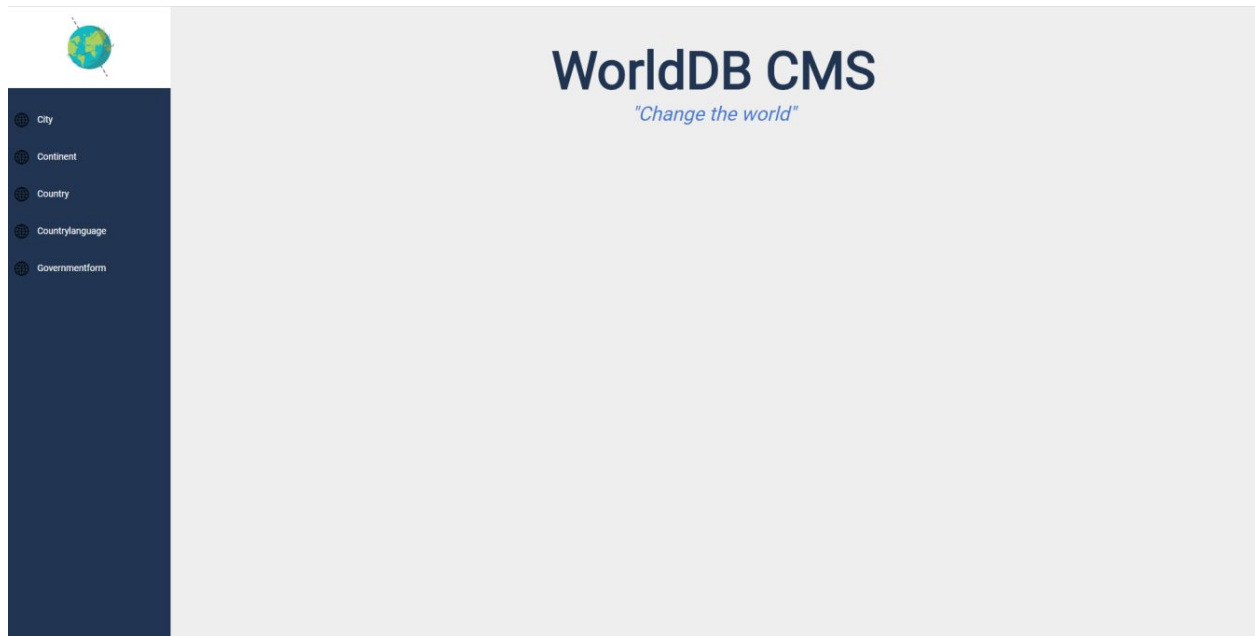 WorldDB CMS
"Change the world"
City
Continent
Country
Countrylanguage
Governmentform